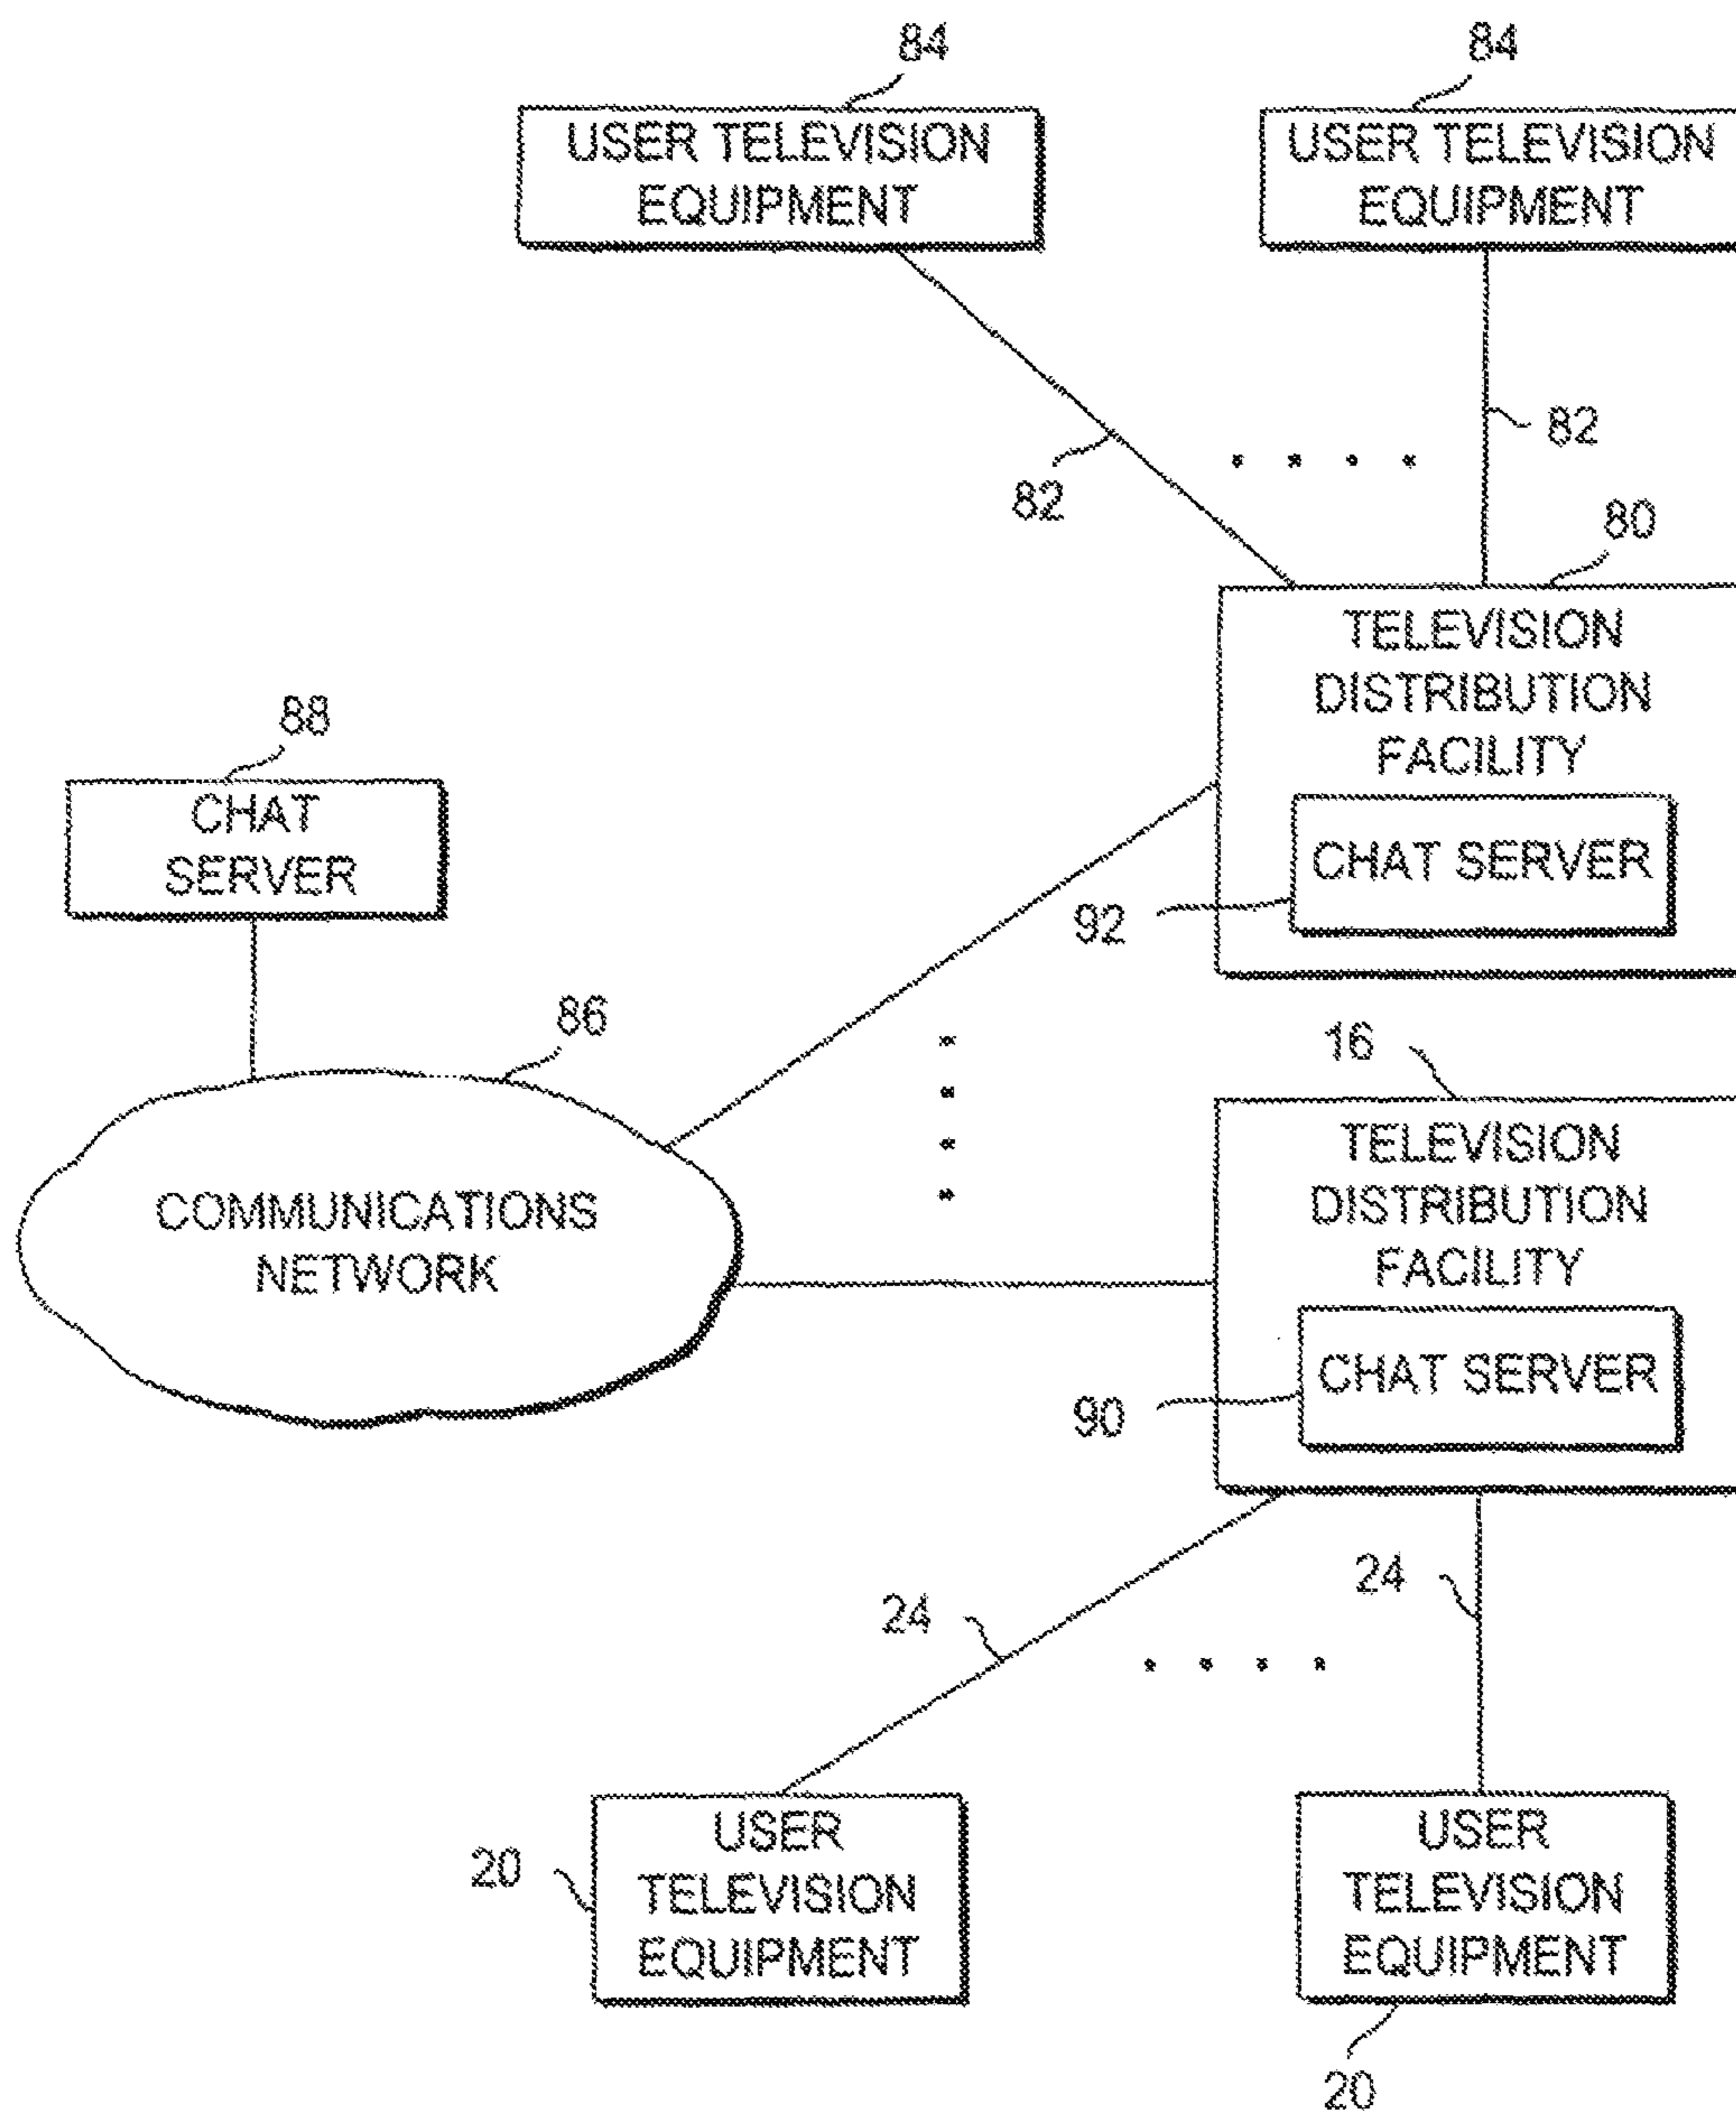 84
84
USER TELEVISION
EQUIPMENT
USER TELEVISION
EQUIPMENT
82
82
80
TELEVISION
DISTRIBUTION
FACILITY
88
CHAT
SERVER
CHAT SERVER
92
86
16
COMMUNICATIONS
NETWORK
TELEVISION
DISTRIBUTION
FACILITY
CHAT SERVER
90
24
24
20
USER
TELEVISION
EQUIPMENT
USER
TELEVISION
EQUIPMENT
20